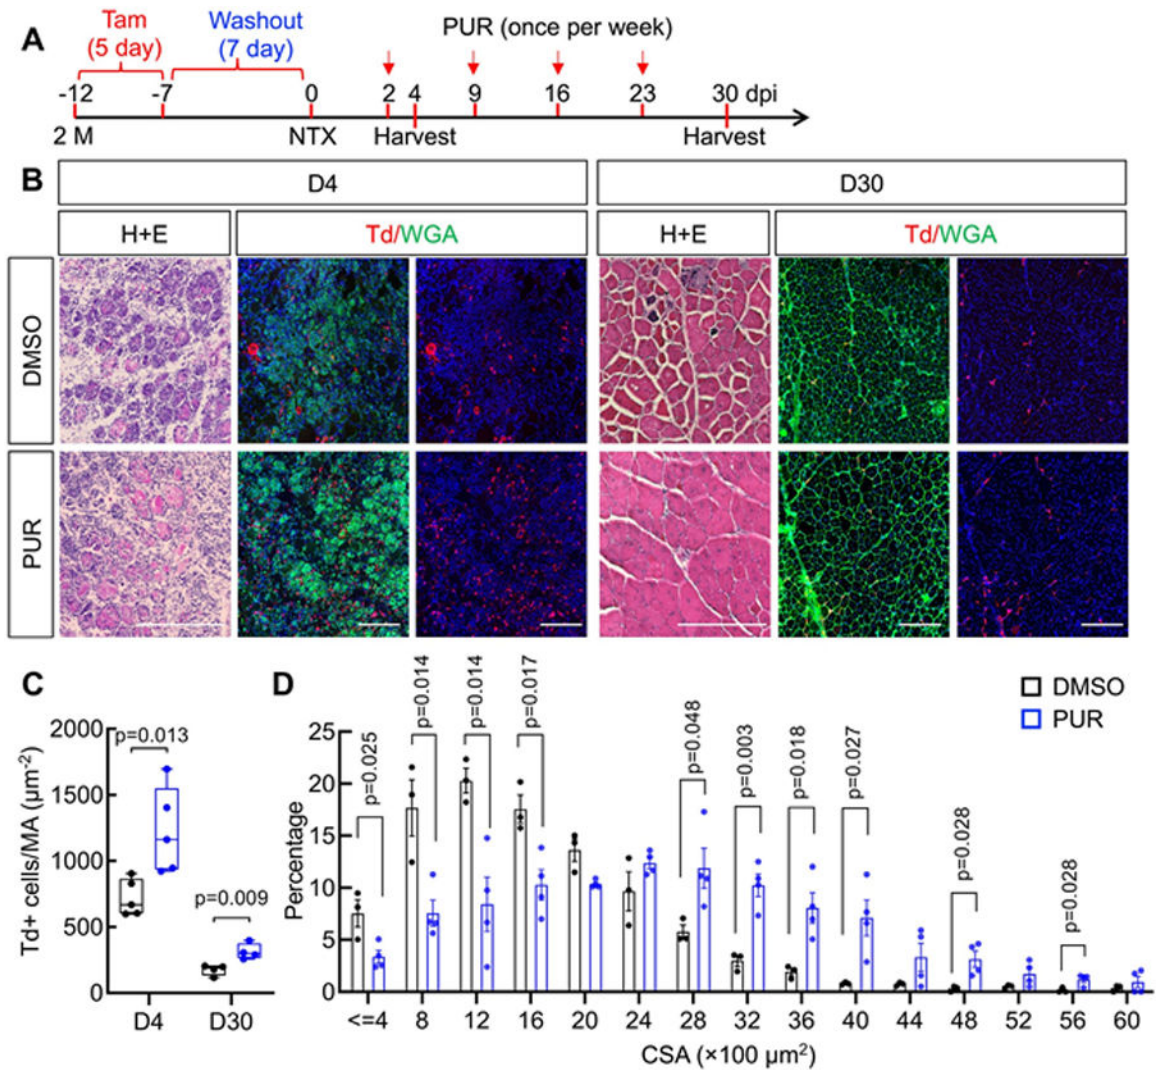 A
Tam
(5 day)
Washout
(7 day)
PUR (once per week)
-12 -7 0 2 4 9 16 23 30 dpi
2 M NTX Harvest Harvest
B
D4 D30
H+E Td/WGA H+E Td/WGA
DMSO
PUR
C
Td+ cells/MA (µm-2)
2000
1500
1000
500
0
p=0.013
p=0.009
D4 D30
D
DMSO
PUR
Percentage
25
20
15
10
5
0
p=0.025
p=0.014
p=0.014
p=0.017
p=0.048
p=0.003
p=0.018
p=0.027
p=0.028
p=0.028
<=4 8 12 16 20 24 28 32 36 40 44 48 52 56 60
CSA (×100 µm²)